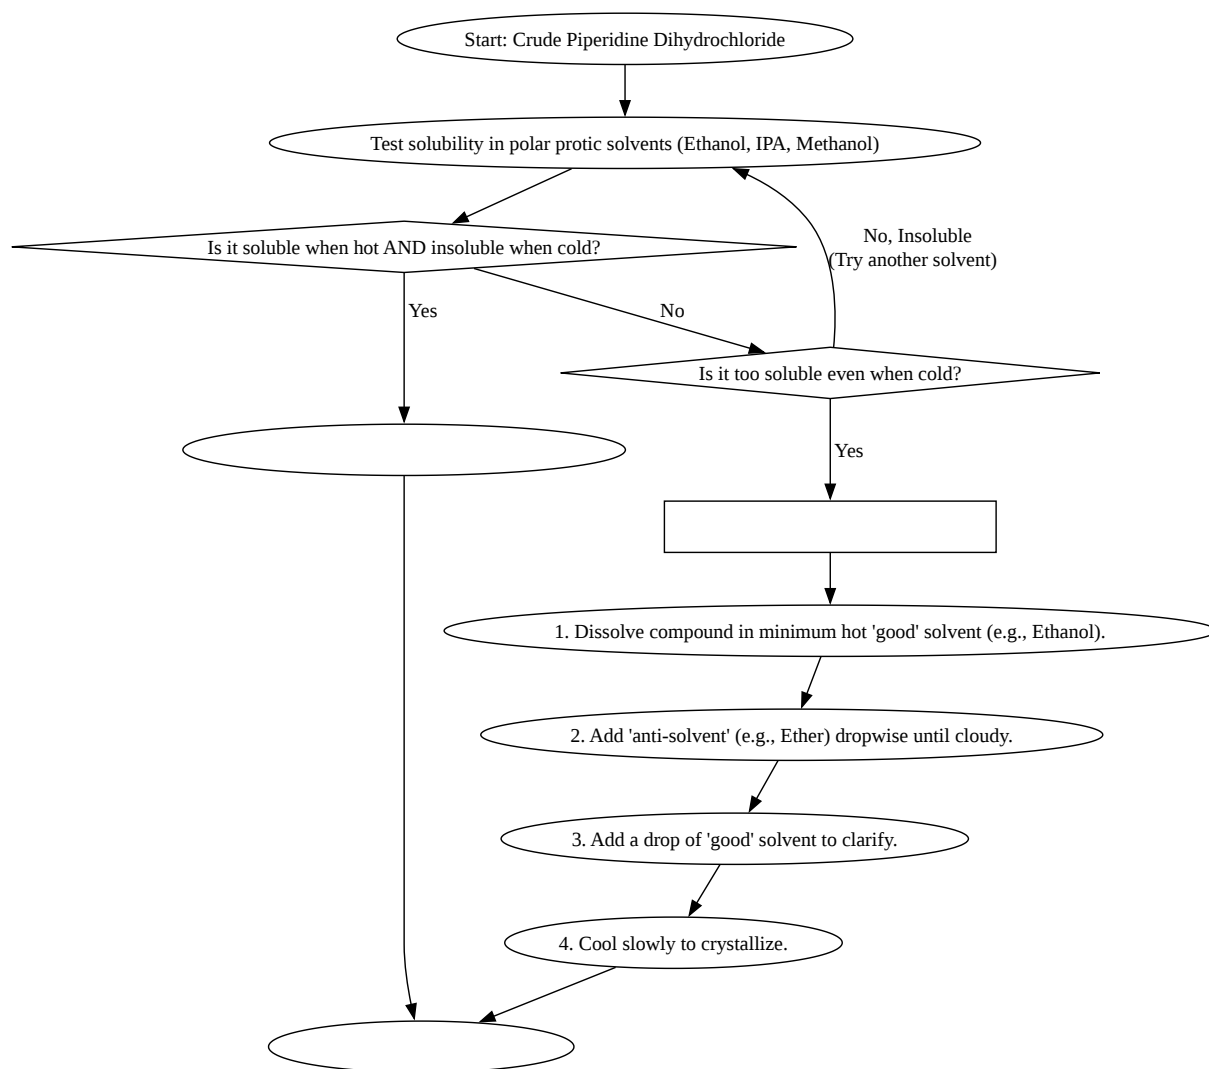 Start: Crude Piperidine Dihydrochloride
Test solubility in polar protic solvents (Ethanol, IPA, Methanol)
Is it soluble when hot AND insoluble when cold?
No, Insoluble
(Try another solvent)
Yes
No
Is it too soluble even when cold?
Yes
1. Dissolve compound in minimum hot 'good' solvent (e.g., Ethanol).
2. Add 'anti-solvent' (e.g., Ether) dropwise until cloudy.
3. Add a drop of 'good' solvent to clarify.
4. Cool slowly to crystallize.